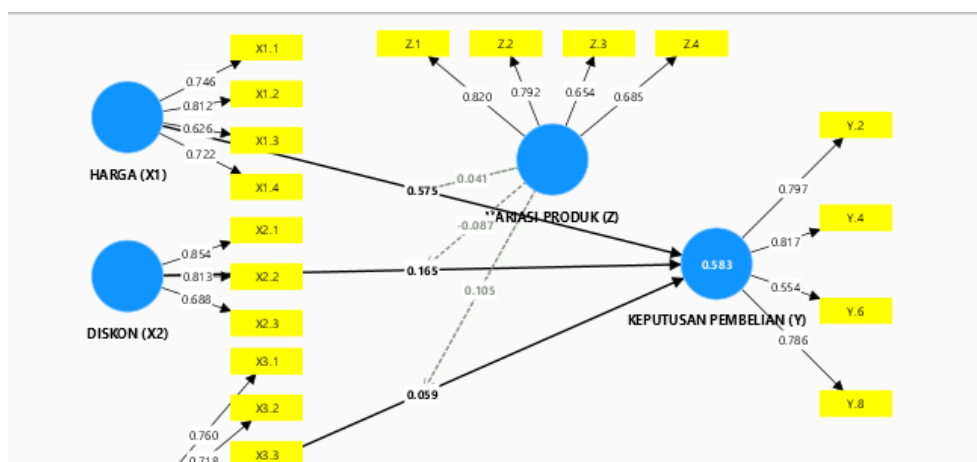 X1.1
0.746
X1.2
0.812
0.626
X1.3
0.722
X1.4
HARGA (X1)
Z.1
Z.2
Z.3
Z.4
0.820
0.792
0.654
0.685
VARIASI PRODUK (Z)
0.041
0.575
-0.087
0.165
0.105
0.059
X2.1
0.854
0.813
X2.2
0.688
X2.3
DISKON (X2)
X3.1
0.760
X3.2
0.718
X3.3
Y.2
0.797
Y.4
0.817
0.583
0.554
Y.6
KEPUTUSAN PEMBELIAN (Y)
0.786
Y.8